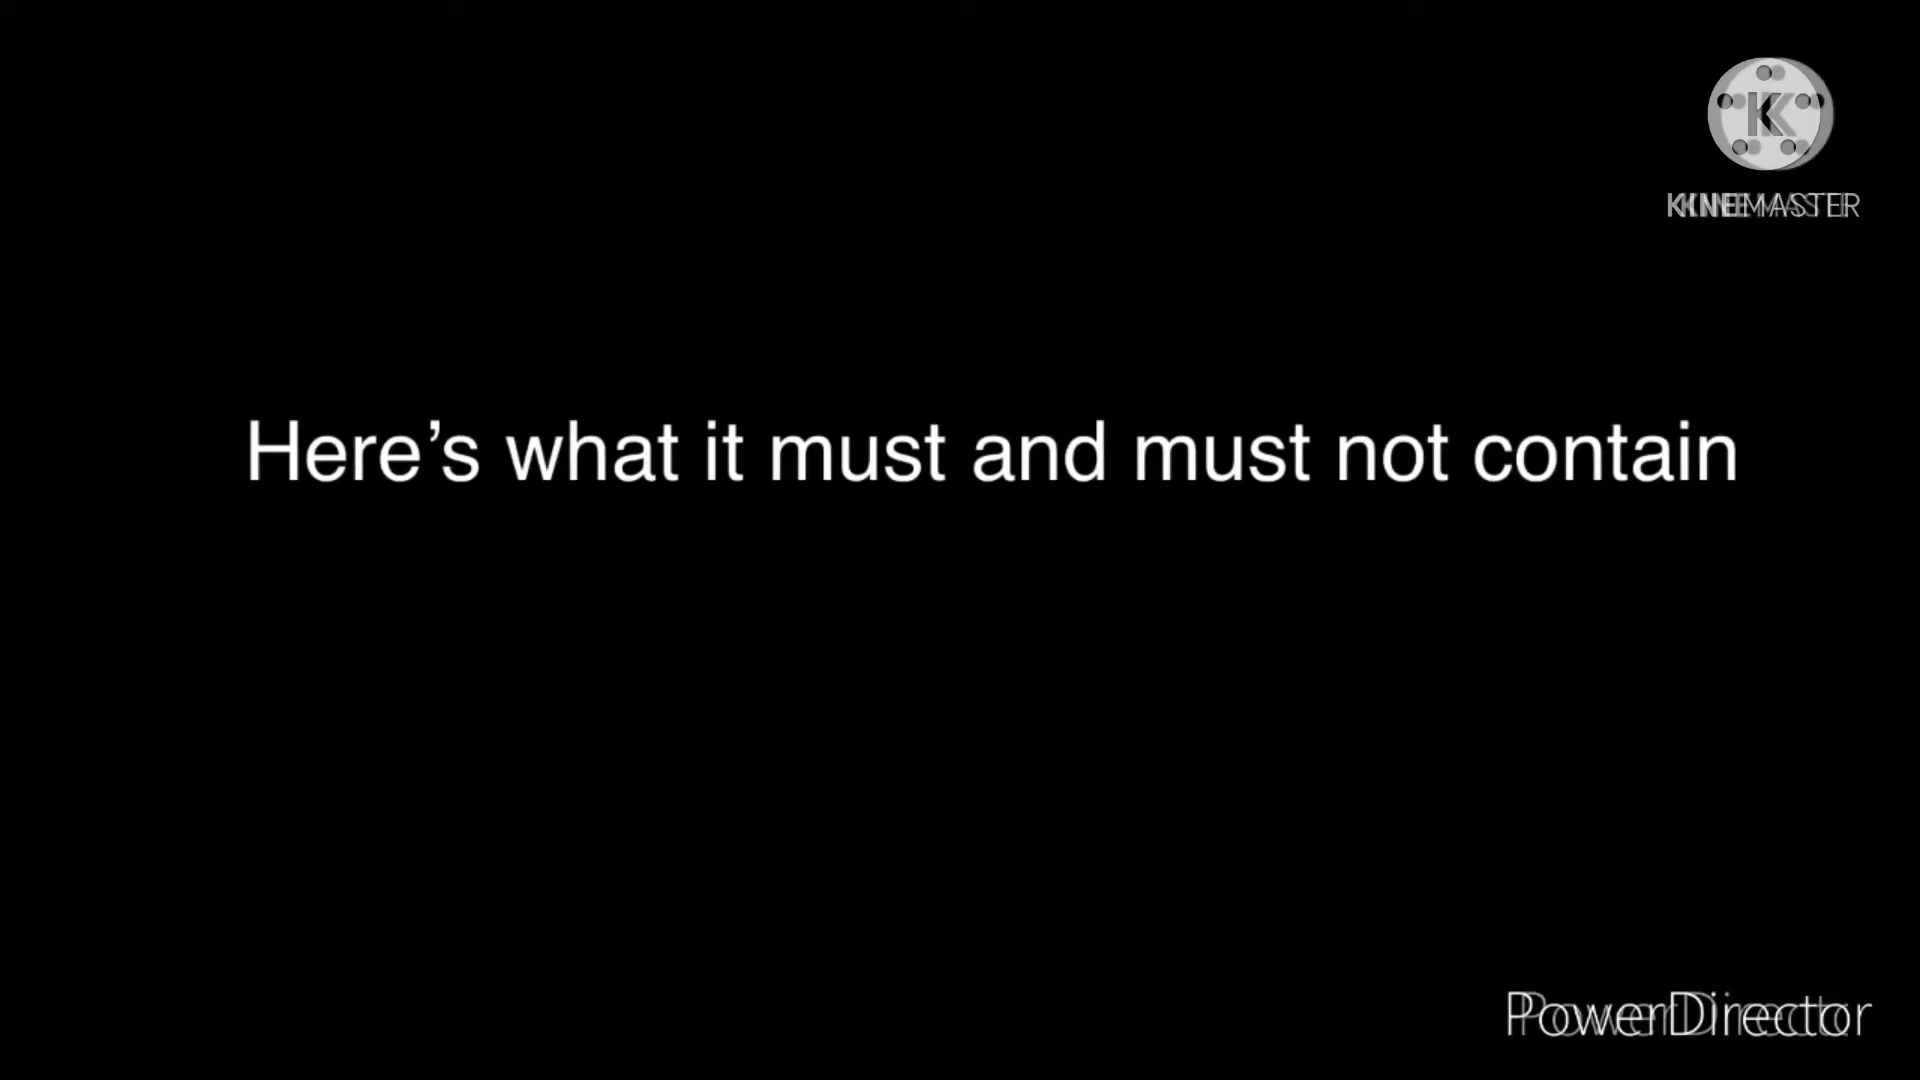 K
KINEMASTER
Here’s what it must and must not contain
PowerDirector